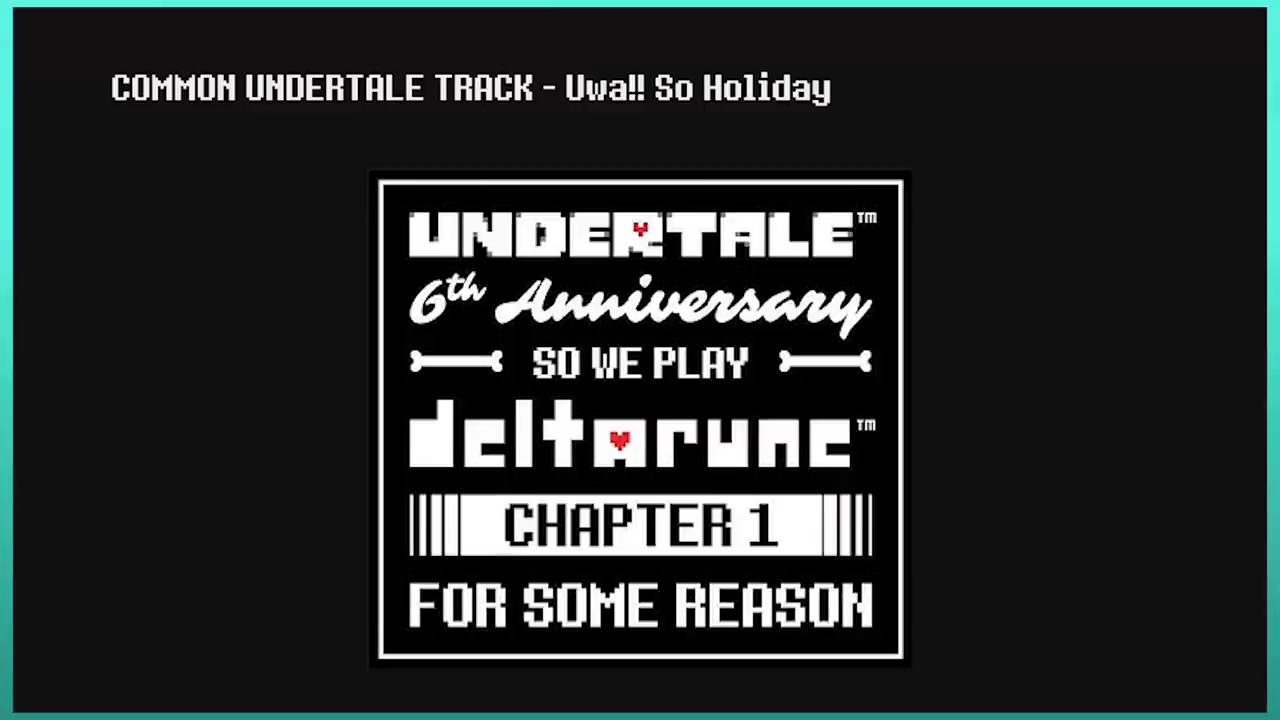 COMMON UNDERTALE TRACK - Uwa!! So Holiday
UNDERTALE™
6th Anniversary
SO WE PLAY
deltarune™
CHAPTER 1
FOR SOME REASON